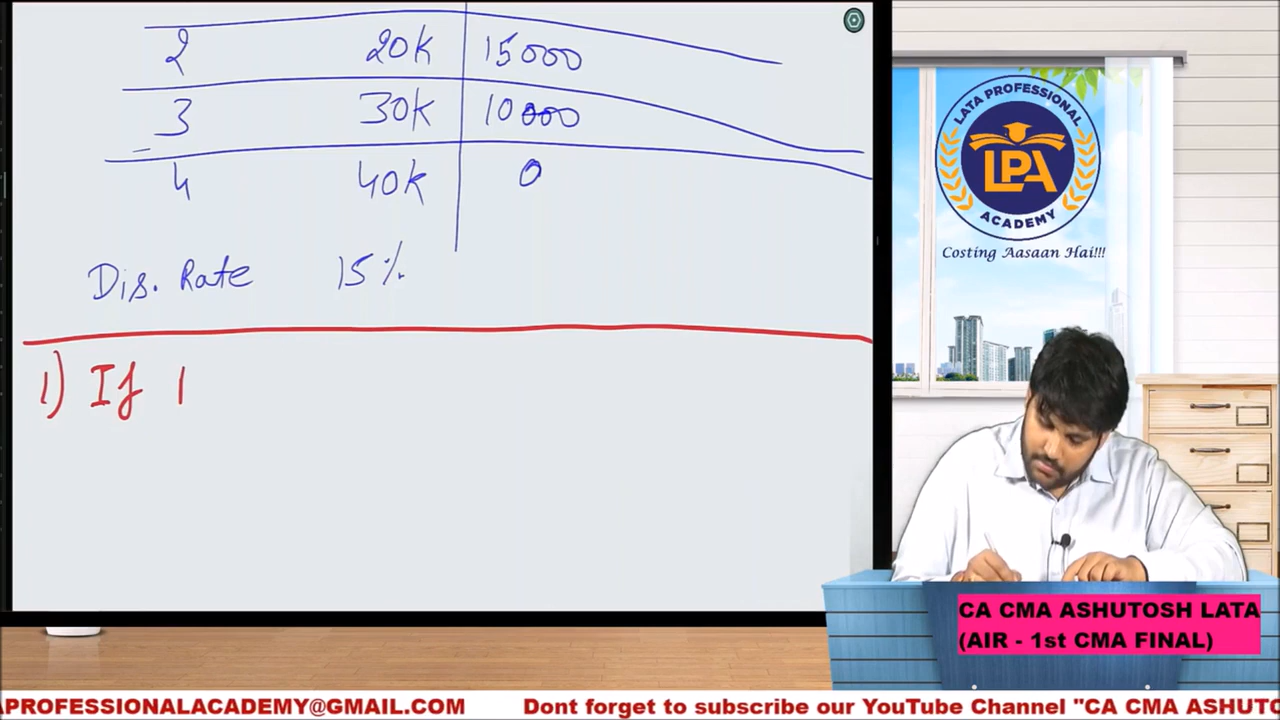 2 20k 15000
3 30k 10000
4 40k 0
Dis. Rate 15%
1) If
LATA PROFESSIONAL
LPA
ACADEMY
Costing Aasaan Hai!!!
CA CMA ASHUTOSH LATA
(AIR - 1st CMA FINAL)
APROFESSIONALACADEMY@GMAIL.COM Dont forget to subscribe our YouTube Channel "CA CMA ASHUTO